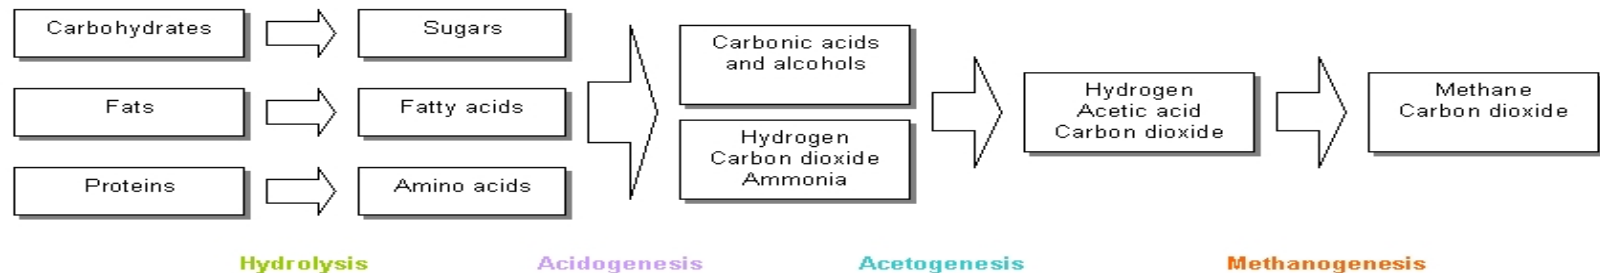 Carbohydrates
Sugars
Fats
Fatty acids
Proteins
Amino acids
Carbonic acids
and alcohols
Hydrogen
Carbon dioxide
Ammonia
Hydrogen
Acetic acid
Carbon dioxide
Methane
Carbon dioxide
Hydrolysis
Acidogenesis
Acetogenesis
Methanogenesis